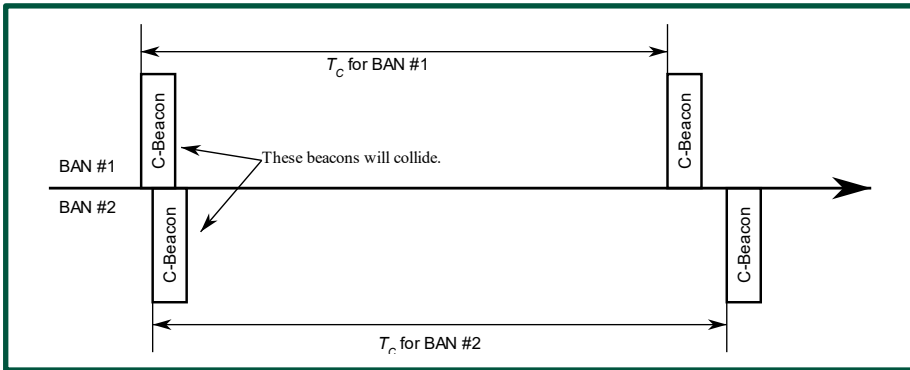 T_C for BAN #1
C-Beacon
C-Beacon
These beacons will collide.
BAN #1
BAN #2
C-Beacon
C-Beacon
T_C for BAN #2